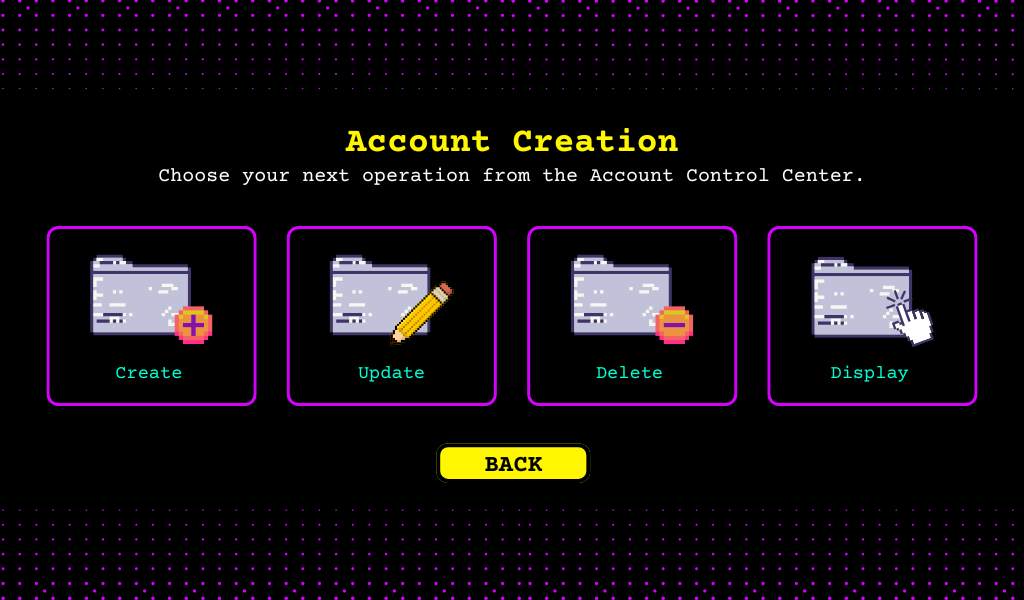 Account Creation
Choose your next operation from the Account Control Center.
Create
Update
Delete
Display
BACK